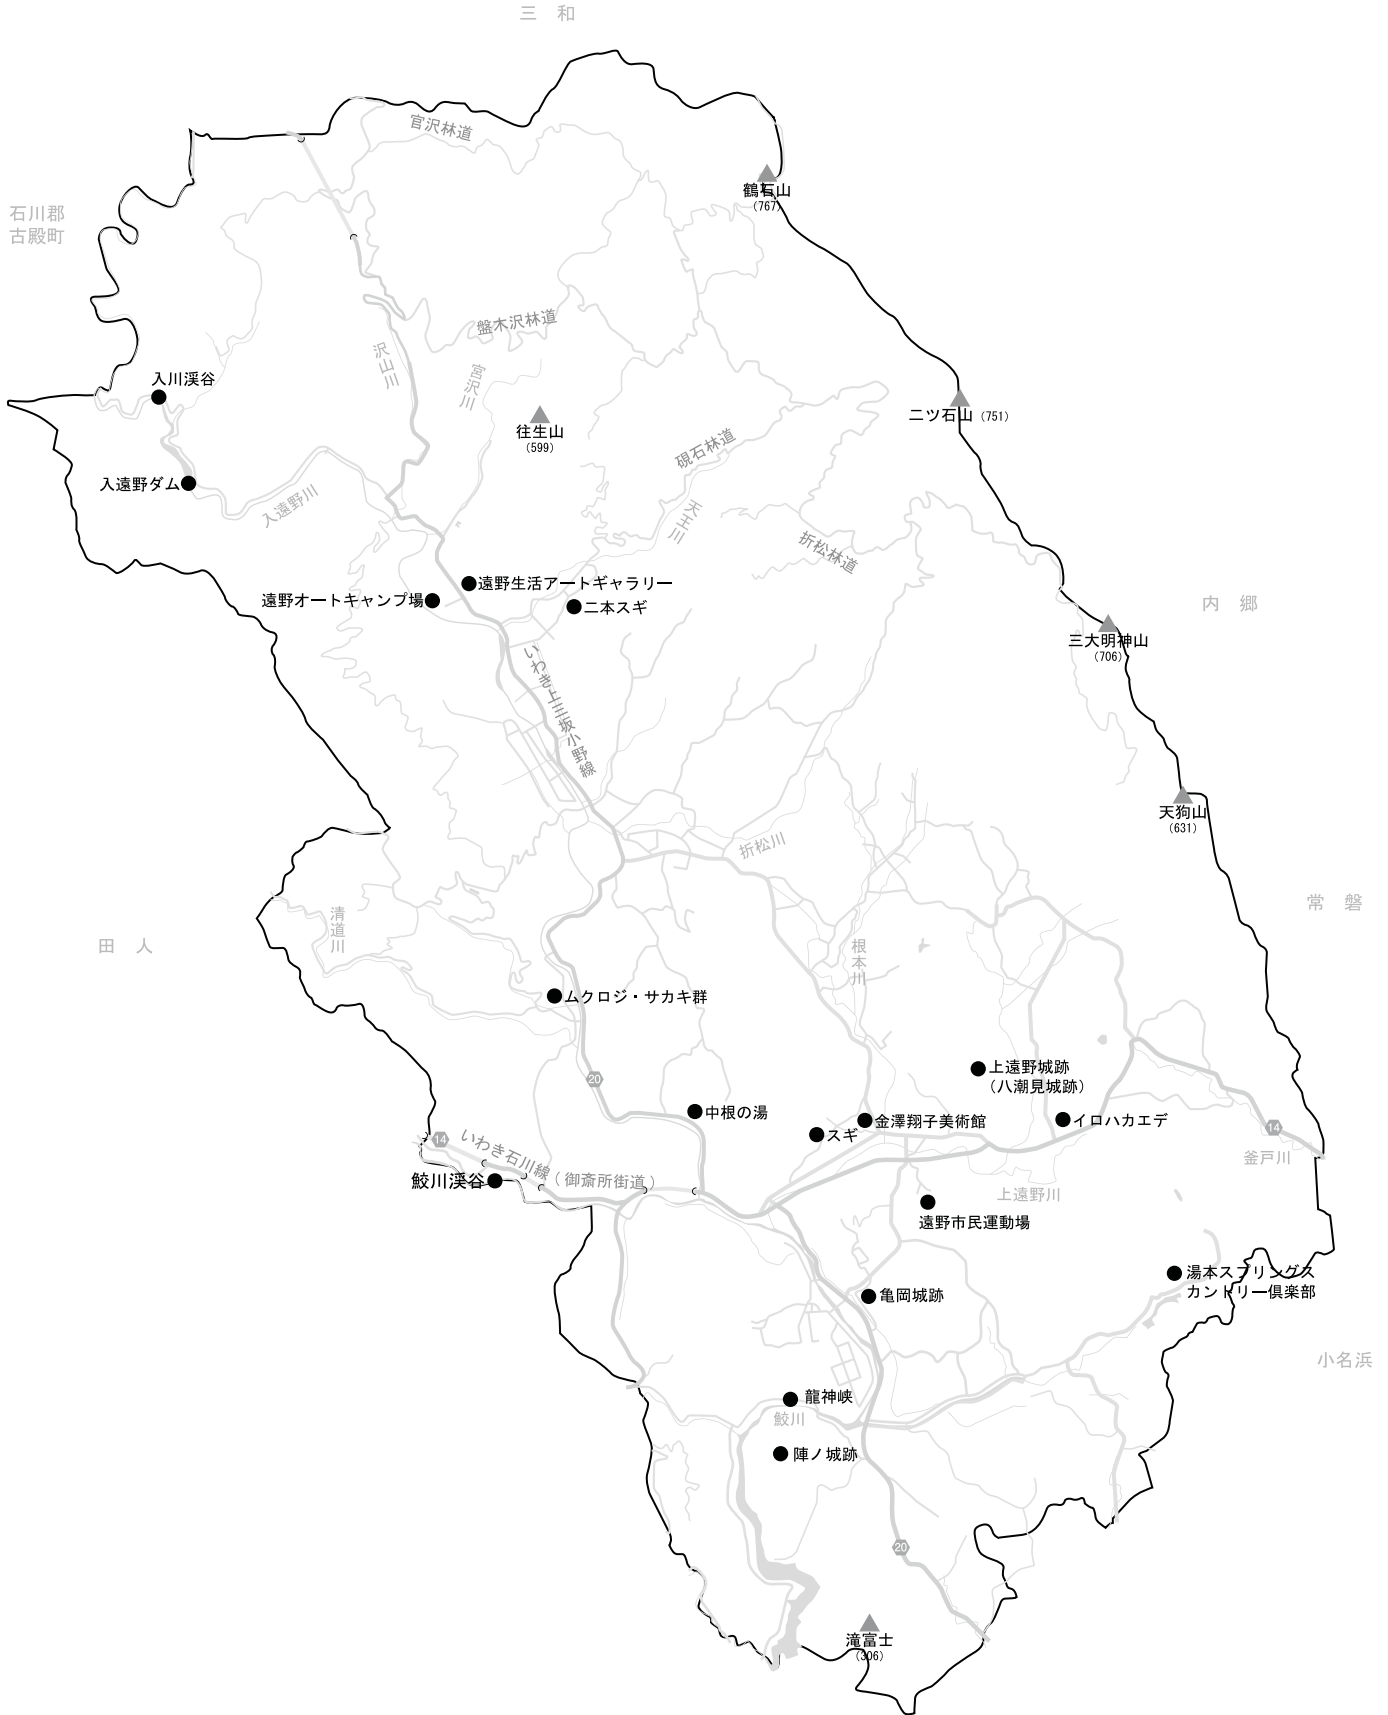 三 和
官沢林道
鶴石山
(767)
石川郡
古殿町
盤木沢林道
沢山川
宮沢川
入川渓谷
往生山
(599)
二ツ石山 (751)
硯石林道
入遠野ダム
入遠野川
天王川
折松林道
遠野生活アートギャラリー
遠野オートキャンプ場
二本スギ
内 郷
三大明神山
(706)
いわき上三坂小野線
天狗山
(631)
折松川
常 磐
清道川
田 人
根本川
ムクロジ・サカキ群
20
上遠野城跡
(八潮見城跡)
中根の湯
金澤翔子美術館
イロハカエデ
スギ
14
14
いわき石川線(御斎所街道)
釜戸川
鮫川渓谷
上遠野川
遠野市民運動場
湯本スプリングス
カントリー倶楽部
亀岡城跡
小名浜
龍神峡
鮫川
陣ノ城跡
20
滝富士
(306)